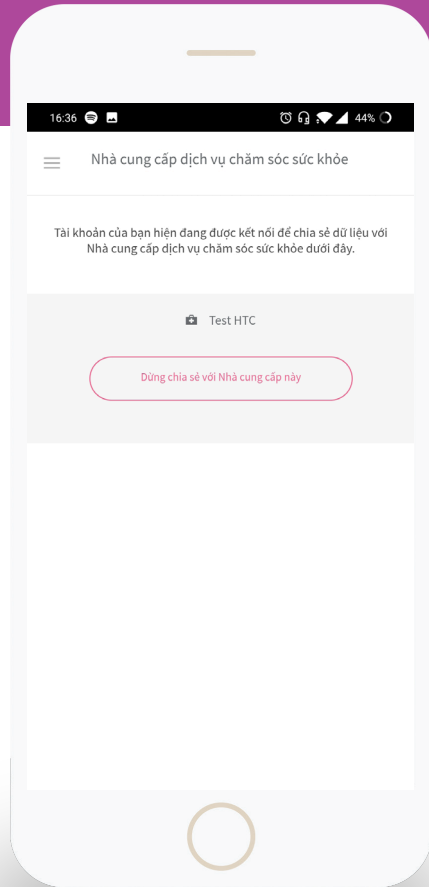 16:36 44%
Nhà cung cấp dịch vụ chăm sóc sức khỏe
Tài khoản của bạn hiện đang được kết nối để chia sẻ dữ liệu với
Nhà cung cấp dịch vụ chăm sóc sức khỏe dưới đây.
Test HTC
Dừng chia sẻ với Nhà cung cấp này